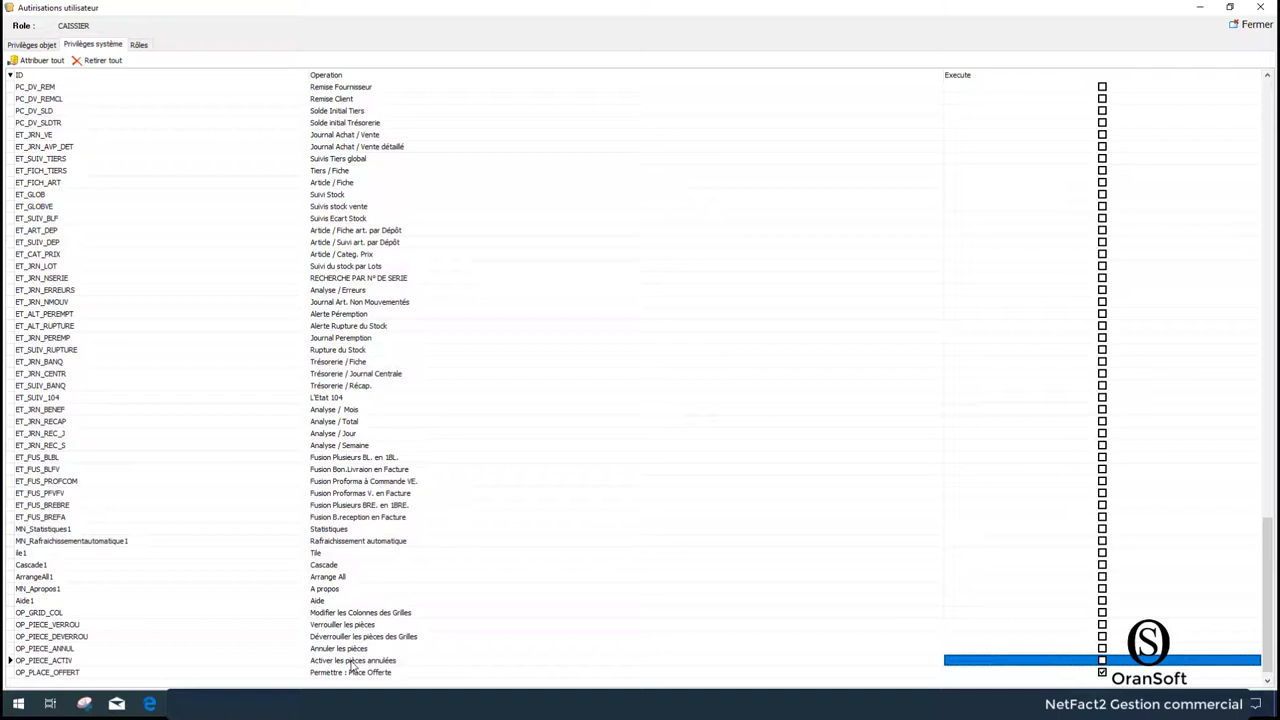 Autirisations utilisateur
Role : CAISSIER
Fermer
Privilèges objet Privilèges système Rôles
Attribuer tout Retirer tout
ID Operation Execute
PC_DV_REM Remise Fournisseur
PC_DV_REMCL Remise Client
PC_DV_SLD Solde Initial Tiers
PC_DV_SLDTR Solde initial Trésorerie
ET_JRN_VE Journal Achat / Vente
ET_JRN_AVP_DET Journal Achat / Vente détaillé
ET_SUIV_TIERS Suivis Tiers global
ET_FICH_TIERS Tiers / Fiche
ET_FICH_ART Article / Fiche
ET_GLOB Suivi Stock
ET_GLOBVE Suivis stock vente
ET_SUIV_BLF Suivis Ecart Stock
ET_ART_DEP Article / Fiche art. par Dépôt
ET_SUIV_DEP Article / Suivi art. par Dépôt
ET_CAT_PRIX Article / Categ. Prix
ET_JRN_LOT Suivi du stock par Lots
ET_JRN_NSERIE RECHERCHE PAR N° DE SERIE
ET_JRN_ERREURS Analyse / Erreurs
ET_JRN_NMOUV Journal Art. Non Mouvementés
ET_ALT_PEREMPT Alerte Péremption
ET_ALT_RUPTURE Alerte Rupture du Stock
ET_JRN_PEREMP Journal Peremption
ET_SUIV_RUPTURE Rupture du Stock
ET_JRN_BANQ Trésorerie / Fiche
ET_JRN_CENTR Trésorerie / Journal Centrale
ET_SUIV_BANQ Trésorerie / Récap.
ET_SUIV_104 L'Etat 104
ET_JRN_BENEF Analyse / Mois
ET_JRN_RECAP Analyse / Total
ET_JRN_REC_J Analyse / Jour
ET_JRN_REC_S Analyse / Semaine
ET_FUS_BLBL Fusion Plusieurs BL. en 1BL.
ET_FUS_BLFV Fusion Bon.Livraion en Facture
ET_FUS_PROFCOM Fusion Proforma à Commande VE.
ET_FUS_PFVFV Fusion Proformas V. en Facture
ET_FUS_BREBRE Fusion Plusieurs BRE. en 1BRE.
ET_FUS_BREFA Fusion B.reception en Facture
MN_Statistiques1 Statistiques
MN_Rafraichissementautomatique1 Rafraichissement automatique
ile1 Tile
Cascade1 Cascade
ArrangeAll1 Arrange All
MN_Apropos1 A propos
Aide1 Aide
OP_GRID_COL Modifier les Colonnes des Grilles
OP_PIECE_VERROU Verrouiller les pièces
OP_PIECE_DEVERROU Déverrouiller les pièces des Grilles
OP_PIECE_ANNUL Annuler les pièces
OP_PIECE_ACTIV Activer les pièces annulées
OP_PLACE_OFFERT Permettre : Place Offerte
S
OranSoft
NetFact2 Gestion commercial